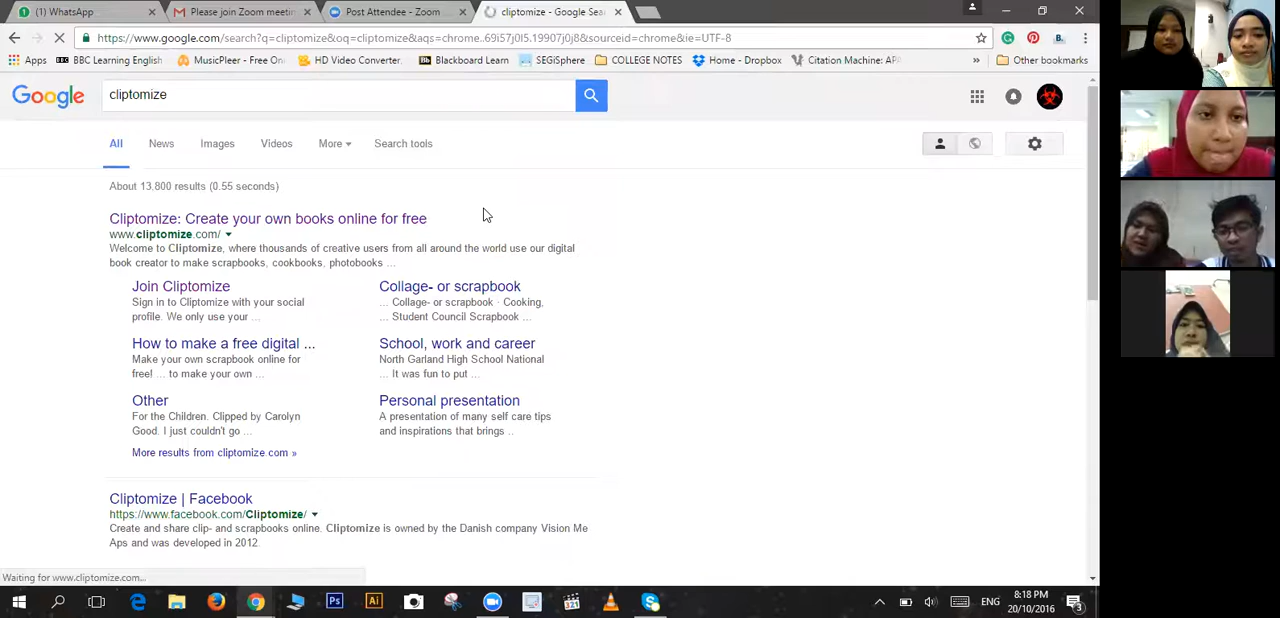 (1) WhatsApp
Please join Zoom meetin
Post Attendee - Zoom
cliptomize - Google Sea
https://www.google.com/search?q=cliptomize&oq=cliptomize&aqs=chrome..69i57j0l5.19907j0j8&sourceid=chrome&ie=UTF-8
Apps BBC Learning English MusicPleer - Free On HD Video Converter. Blackboard Learn SEGiSphere COLLEGE NOTES Home - Dropbox Citation Machine: AP » Other bookmarks
Google cliptomize
All News Images Videos More Search tools
About 13,800 results (0.55 seconds)
Cliptomize: Create your own books online for free
www.cliptomize.com/
Welcome to Cliptomize, where thousands of creative users from all around the world use our digital
book creator to make scrapbooks, cookbooks, photobooks ...
Join Cliptomize
Sign in to Cliptomize with your social
profile. We only use your ...
Collage- or scrapbook
... Collage- or scrapbook · Cooking,
... Student Council Scrapbook ...
How to make a free digital ...
Make your own scrapbook online for
free! ... to make your own ...
School, work and career
North Garland High School National
... It was fun to put ...
Other
For the Children. Clipped by Carolyn
Good. I just couldn't go ...
Personal presentation
A presentation of many self care tips
and inspirations that brings ..
More results from cliptomize.com »
Cliptomize | Facebook
https://www.facebook.com/Cliptomize/
Create and share clip- and scrapbooks online. Cliptomize is owned by the Danish company Vision Me
Aps and was developed in 2012.
Waiting for www.cliptomize.com...
Ps Ai 321 ENG
8:18 PM
20/10/2016
3